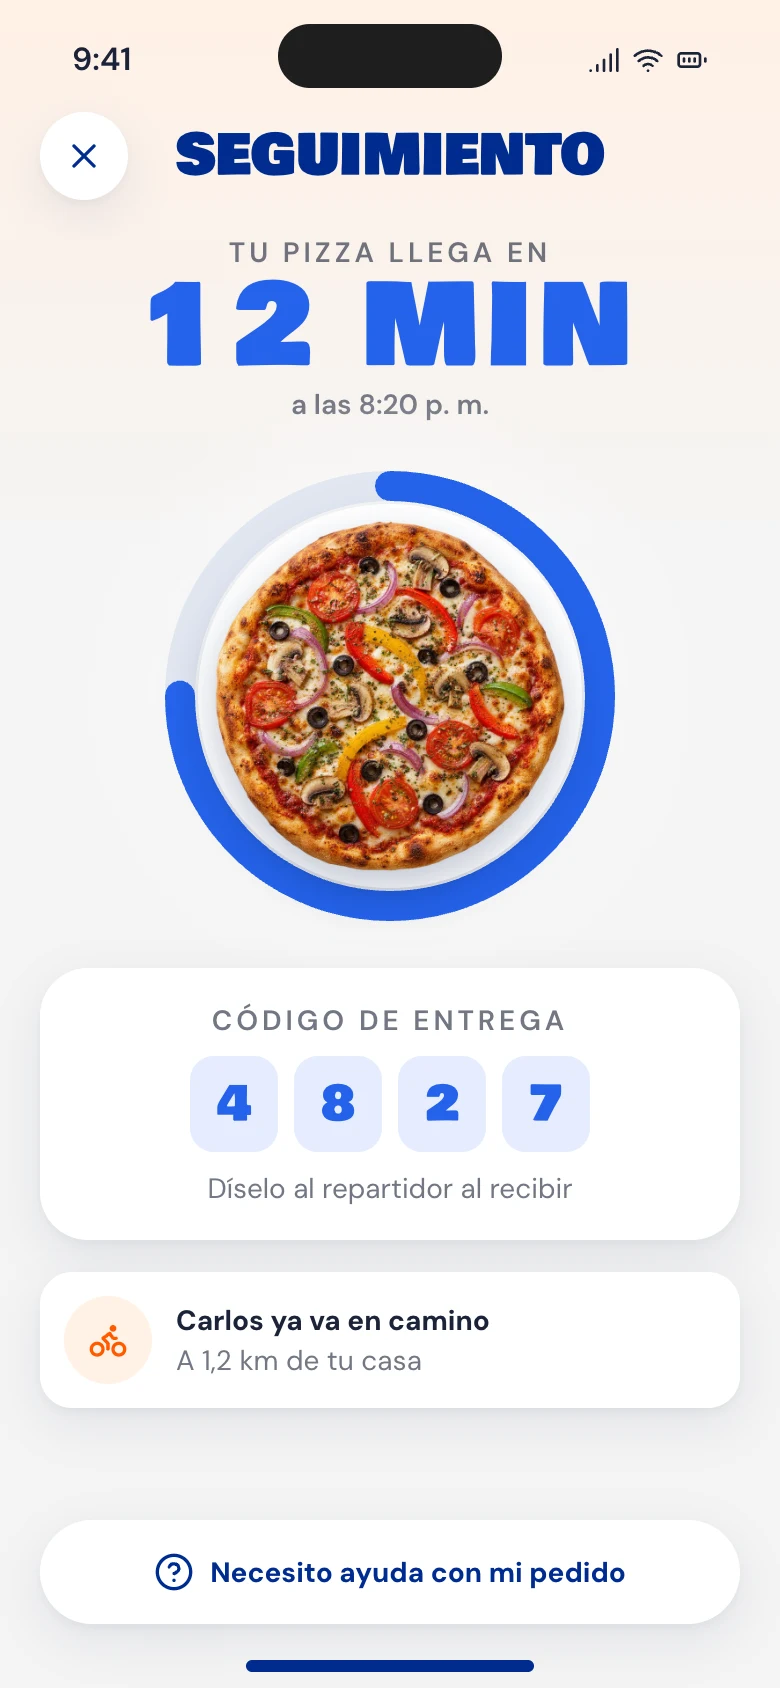 9:41
SEGUIMIENTO
TU PIZZA LLEGA EN
12 MIN
a las 8:20 p. m.
CÓDIGO DE ENTREGA
4 8 2 7
Díselo al repartidor al recibir
Carlos ya va en camino
A 1,2 km de tu casa
Necesito ayuda con mi pedido